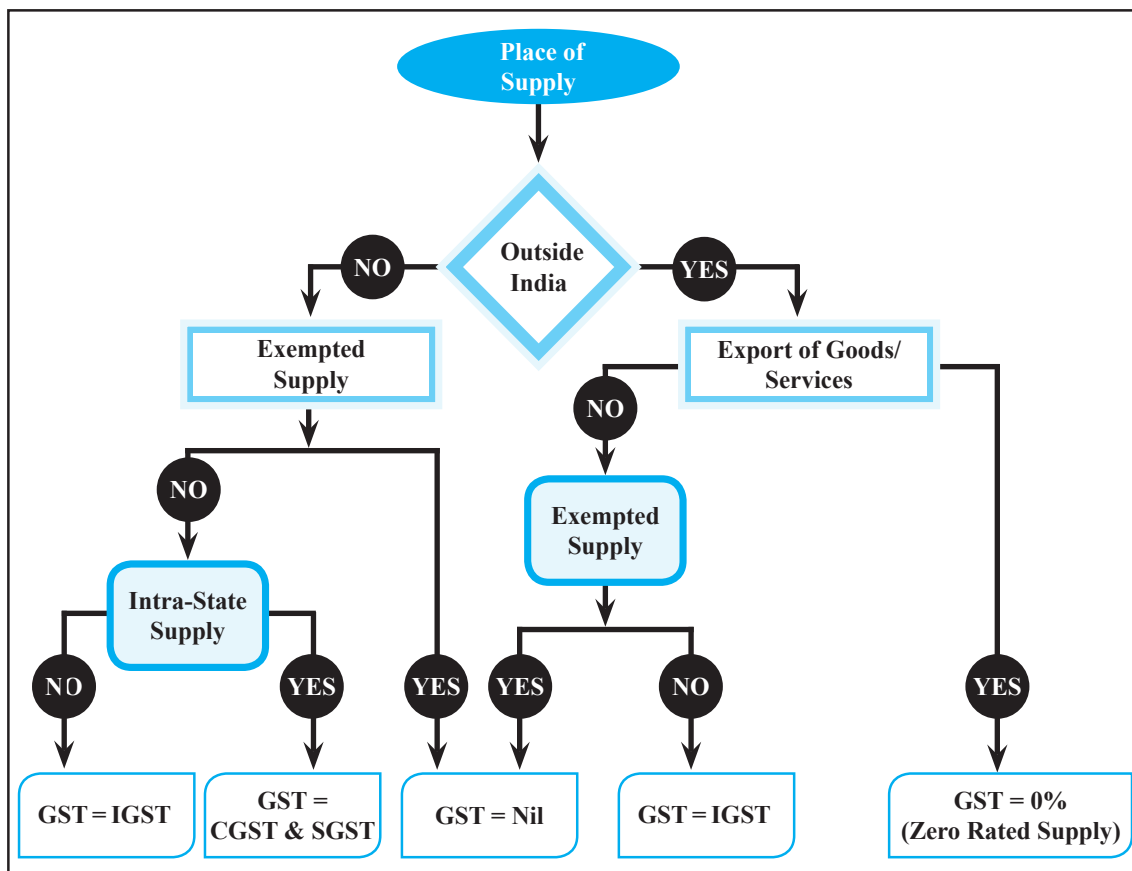 Place of
Supply
Outside
India
NO
YES
Exempted
Supply
Export of Goods/
Services
NO
NO
Exempted
Supply
Intra-State
Supply
NO
YES
YES
YES
NO
YES
GST = IGST
GST =
CGST & SGST
GST = Nil
GST = IGST
GST = 0%
(Zero Rated Supply)